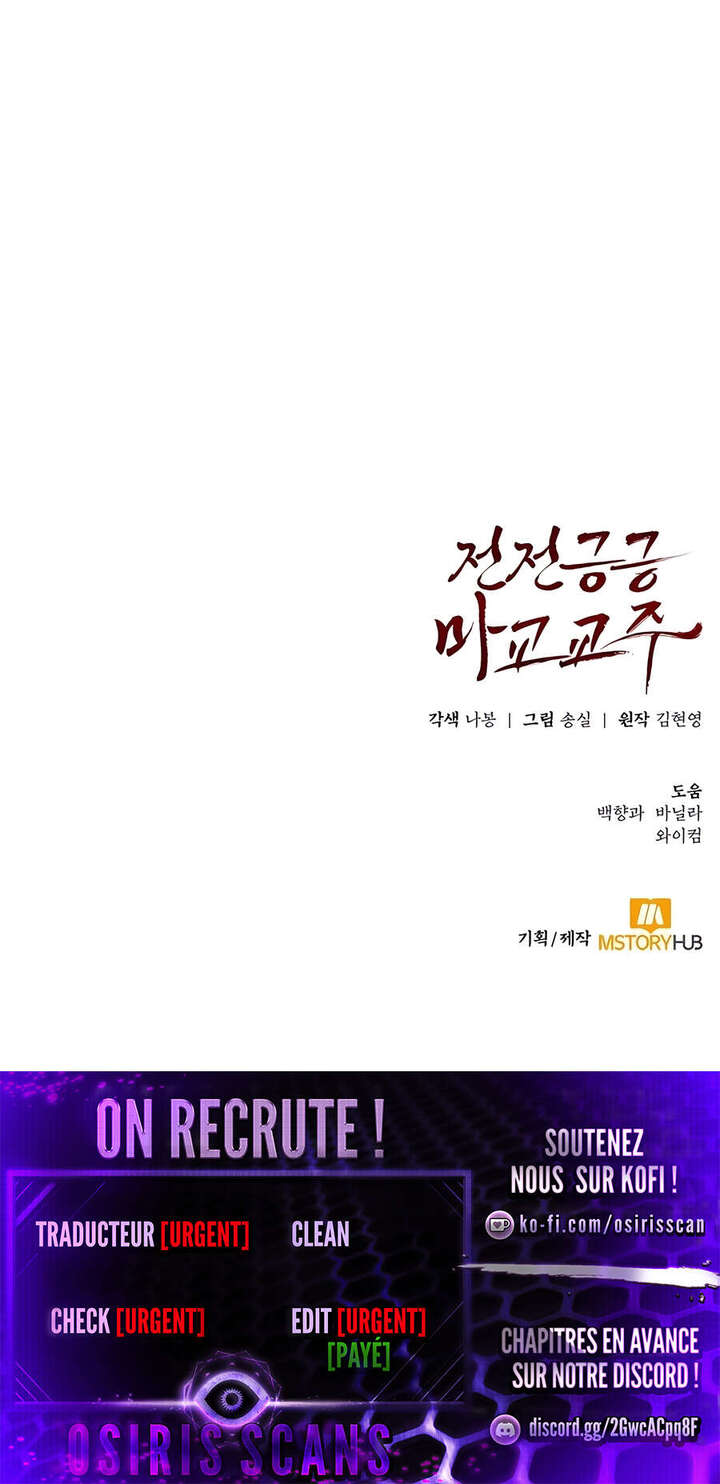 전전긍긍
마교교주
각색 나봉 | 그림 송실 | 원작 김현영
도움
백향과 바닐라
와이컴
기획/제작 MSTORYHUB
ON RECRUTE !
TRADUCTEUR [URGENT]
CLEAN
CHECK [URGENT]
EDIT [URGENT]
[PAYÉ]
OSIRIS SCANS
SOUTENEZ
NOUS SUR KOFI !
ko-fi.com/osirisscan
CHAPITRES EN AVANCE
SUR NOTRE DISCORD !
discord.gg/2GwcACpq8F